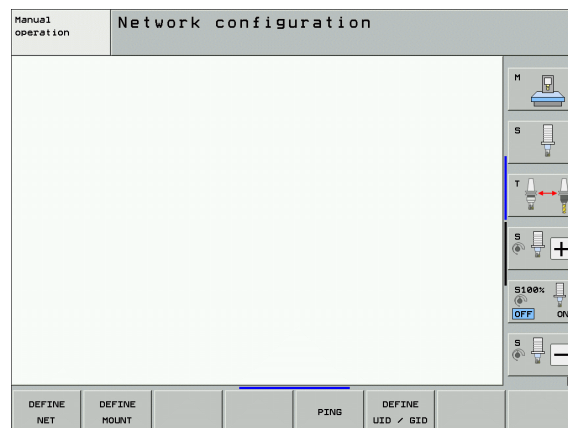 Manual
operation
Network configuration
M
S
T
S
+
S100%
OFF ON
S
–
DEFINE
NET
DEFINE
MOUNT
PING
DEFINE
UID / GID